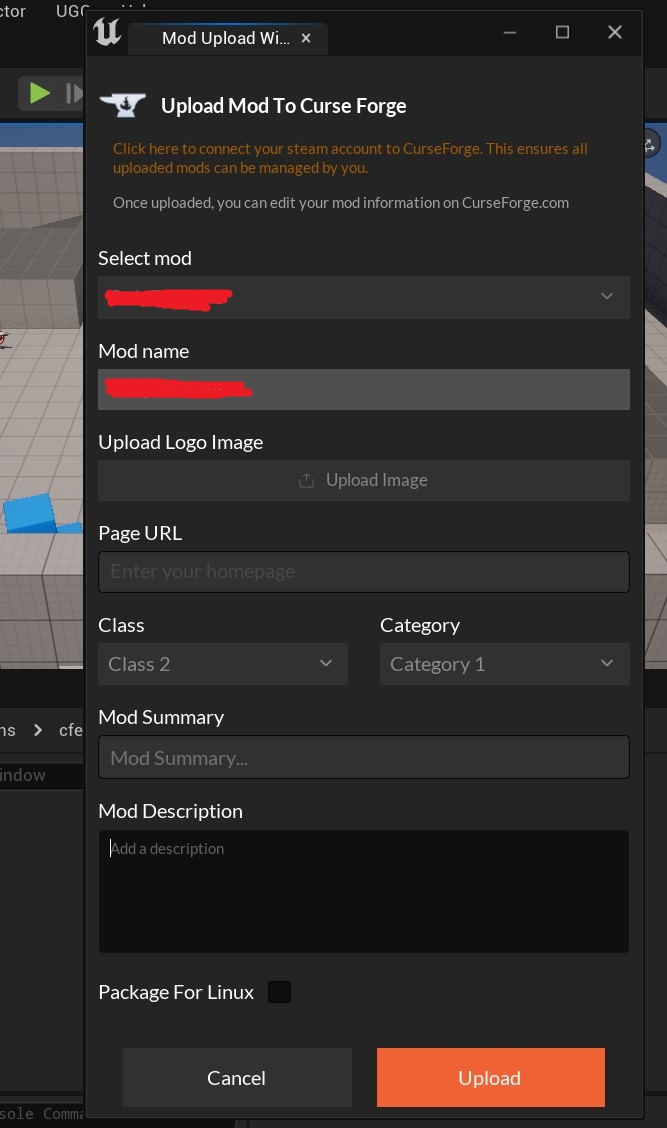 ctor
UGC
Mod Upload Wi...
Upload Mod To Curse Forge
Click here to connect your steam account to CurseForge. This ensures all
uploaded mods can be managed by you.
Once uploaded, you can edit your mod information on CurseForge.com
Select mod
Mod name
Upload Logo Image
Upload Image
Page URL
Enter your homepage
Class
Category
Class 2
Category 1
Mod Summary
Mod Summary...
ns > cfe
indow
Mod Description
Add a description
Package For Linux
Cancel
Upload
sole Comma